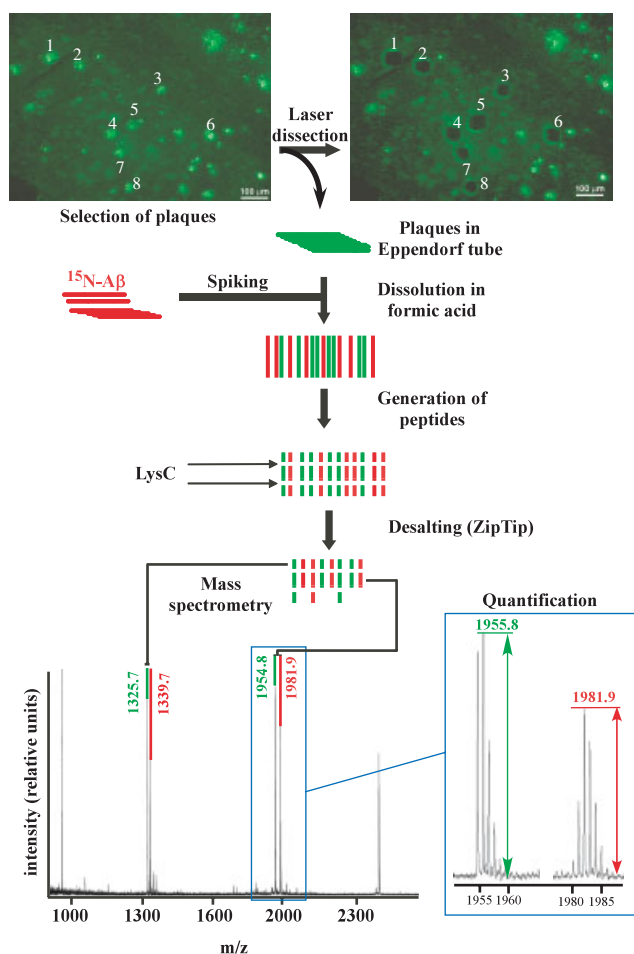 1
2
3
4
5
6
7
8
100 μm
Selection of plaques
Laser
dissection
1
2
3
4
5
6
7
8
100 μm
Plaques in
Eppendorf tube
15N-Aβ
Spiking
Dissolution in
formic acid
Generation of
peptides
LysC
Desalting (ZipTip)
Mass
spectrometry
Quantification
1325.7
1339.7
1954.8
1981.9
intensity (relative units)
1000 1300 1600 2000 2300
m/z
1955.8
1981.9
1955 1960 1980 1985